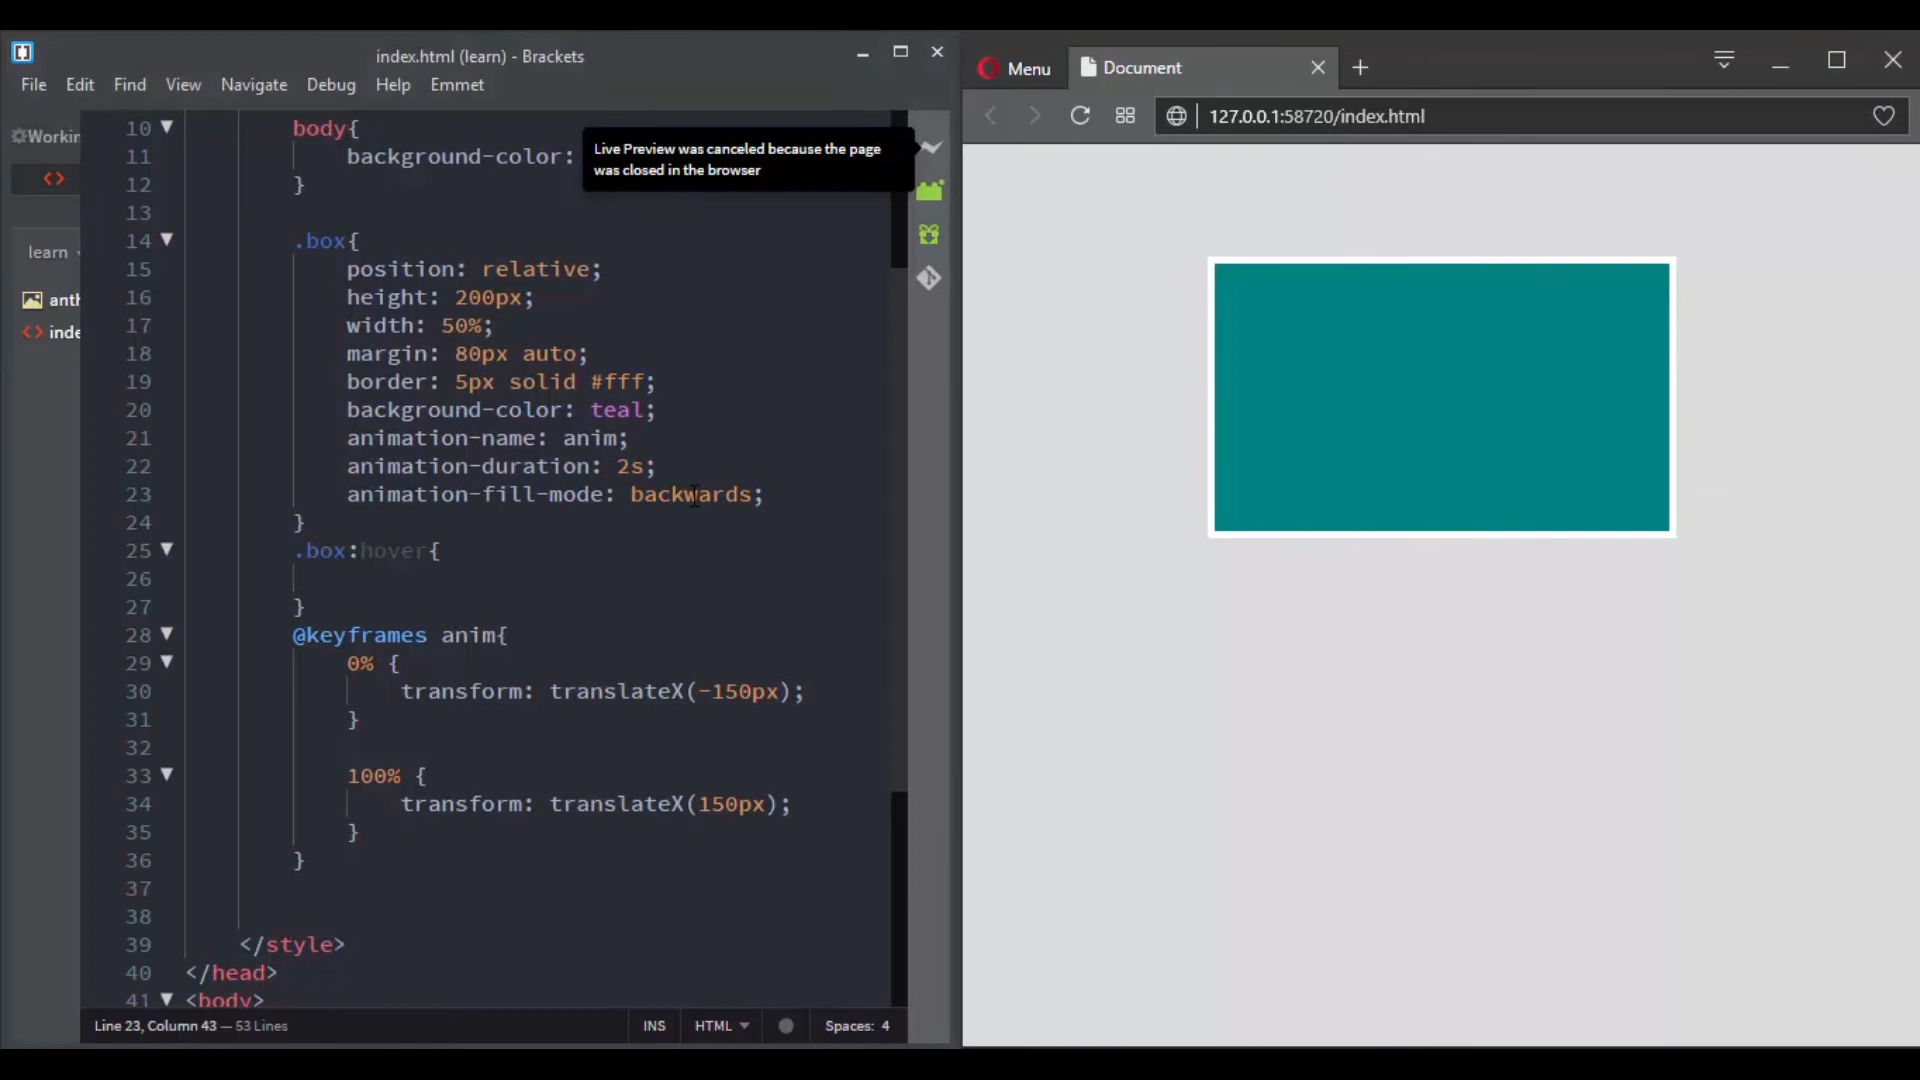 index.html (learn) - Brackets
File Edit Find View Navigate Debug Help Emmet
Workin
learn
anth
inde
10 body{
11 background-color:
12 }
13
14 .box{
15 position: relative;
16 height: 200px;
17 width: 50%;
18 margin: 80px auto;
19 border: 5px solid #fff;
20 background-color: teal;
21 animation-name: anim;
22 animation-duration: 2s;
23 animation-fill-mode: backwards;
24 }
25 .box:hover{
26
27 }
28 @keyframes anim{
29 0% {
30 transform: translateX(-150px);
31 }
32
33 100% {
34 transform: translateX(150px);
35 }
36 }
37
38
39 </style>
40 </head>
41 <body>
Live Preview was canceled because the page
was closed in the browser
Line 23, Column 43 — 53 Lines
INS HTML Spaces: 4
Menu Document
127.0.0.1:58720/index.html